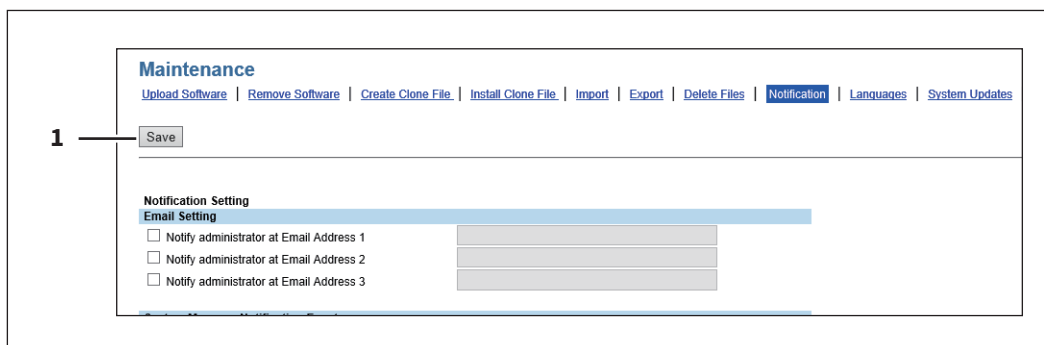 Maintenance
Upload Software | Remove Software | Create Clone File | Install Clone File | Import | Export | Delete Files | Notification | Languages | System Updates
1 Save
Notification Setting
Email Setting
Notify administrator at Email Address 1
Notify administrator at Email Address 2
Notify administrator at Email Address 3